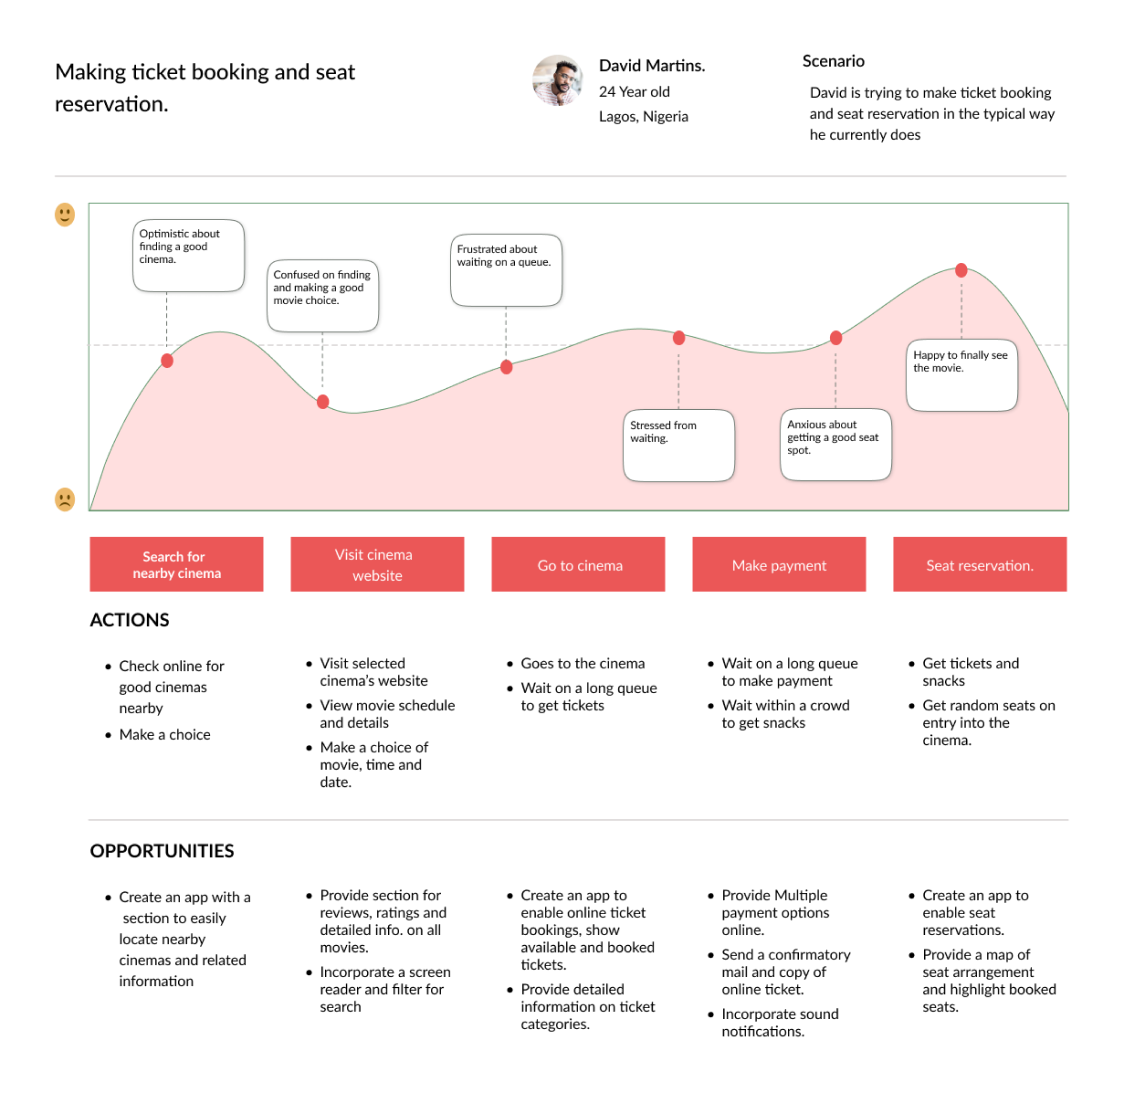 Making ticket booking and seat
reservation.
David Martins.
24 Year old
Lagos, Nigeria
Scenario
David is trying to make ticket booking
and seat reservation in the typical way
he currently does
Optimistic about
finding a good
cinema.
Confused on finding
and making a good
movie choice.
Frustrated about
waiting on a queue.
Stressed from
waiting.
Anxious about
getting a good seat
spot.
Happy to finally see
the movie.
Search for
nearby cinema
Visit cinema
website
Go to cinema
Make payment
Seat reservation.
ACTIONS
• Check online for
good cinemas
nearby
• Make a choice
• Visit selected
cinema's website
• View movie schedule
and details
• Make a choice of
movie, time and
date.
• Goes to the cinema
• Wait on a long queue
to get tickets
• Wait on a long queue
to make payment
• Wait within a crowd
to get snacks
• Get tickets and
snacks
• Get random seats on
entry into the
cinema.
OPPORTUNITIES
• Create an app with a
section to easily
locate nearby
cinemas and related
information
• Provide section for
reviews, ratings and
detailed info. on all
movies.
• Incorporate a screen
reader and filter for
search
• Create an app to
enable online ticket
bookings, show
available and booked
tickets.
• Provide detailed
information on ticket
categories.
• Provide Multiple
payment options
online.
• Send a confirmatory
mail and copy of
online ticket.
• Incorporate sound
notifications.
• Create an app to
enable seat
reservations.
• Provide a map of
seat arrangement
and highlight booked
seats.